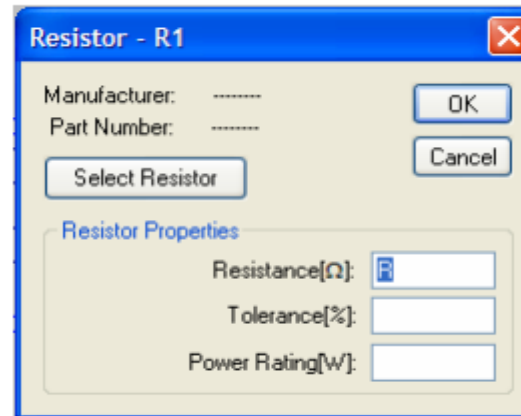 Resistor - R1
Manufacturer: --------
Part Number: --------
OK
Cancel
Select Resistor
Resistor Properties
Resistance[Ω]: R
Tolerance[%]:
Power Rating[W]: